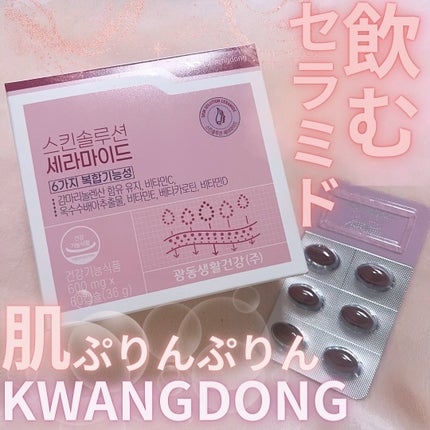 飲む
セラミド
스킨솔루션
세라마이드
6가지 복합기능성
감마리놀렌산 함유 유지, 비타민C,
옥수수배아추출물, 비타민E, 베타카로틴, 비타민D
건강기능식품
600 mg x
광동생활건강(주)
肌ぷりんぷりん
KWANGDONG